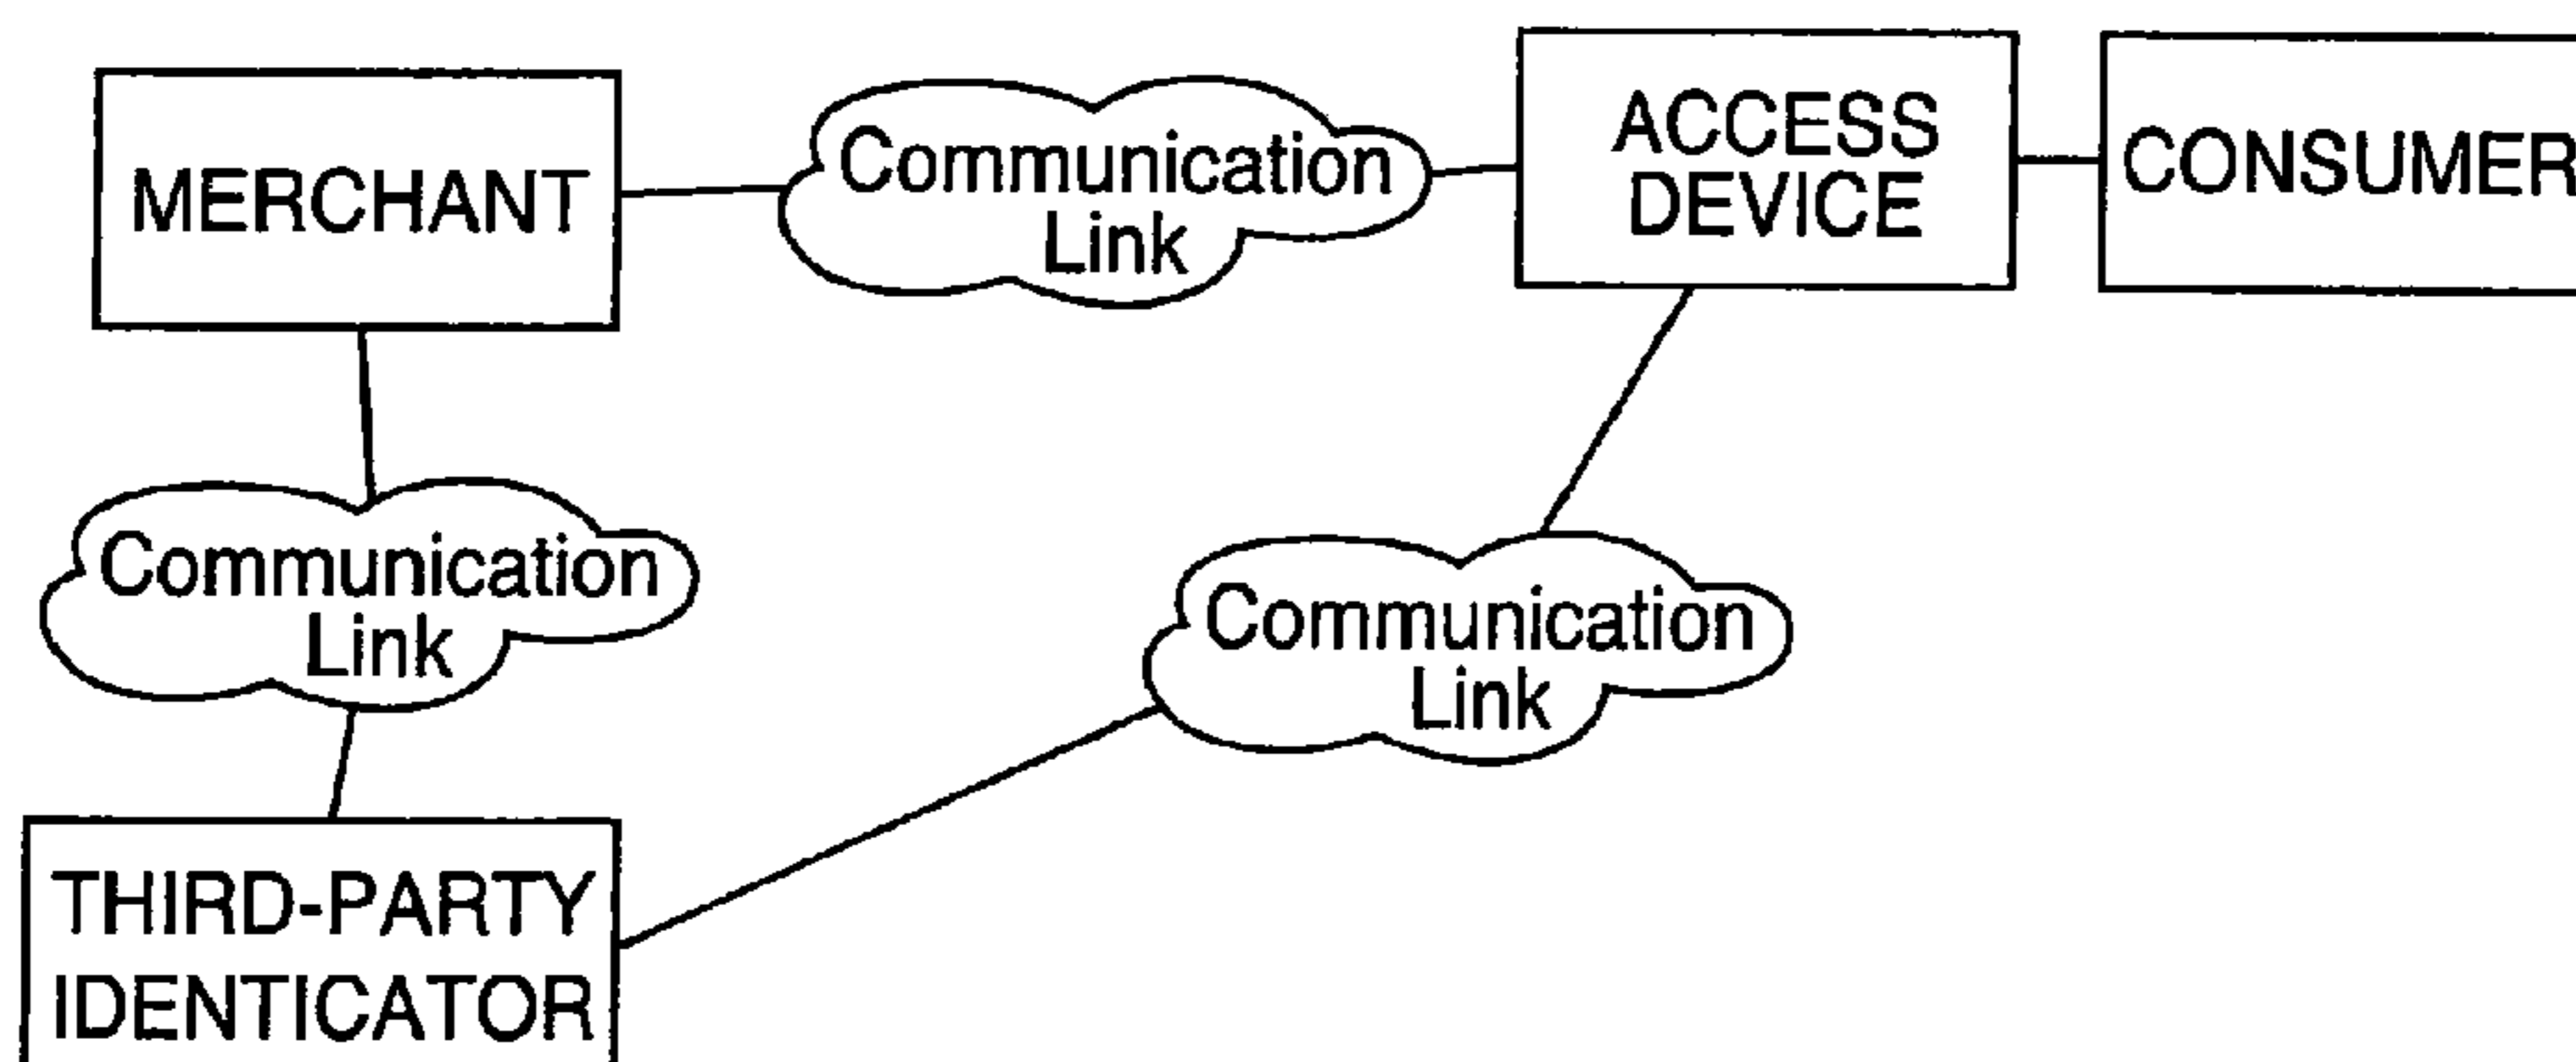 MERCHANT
Communication
Link
ACCESS
DEVICE
CONSUMER
Communication
Link
Communication
Link
THIRD-PARTY
IDENTICATOR